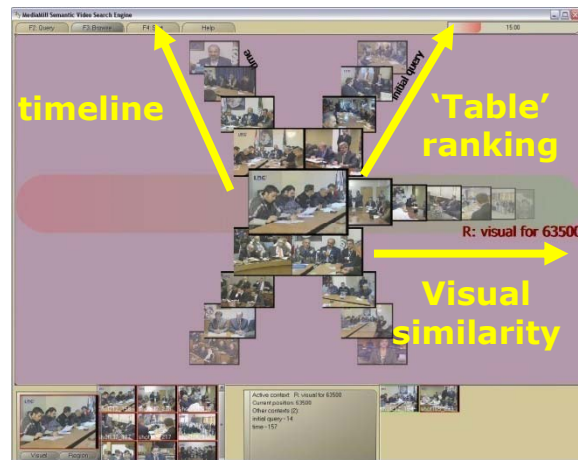 MediaMill Semantic Video Search Engine
F2: Query
F3: Browse
Help
15:00
time
initial query
timeline
‘Table’
ranking
R: visual for 63500
Visual
similarity
Active context R: visual for 63500
Current position: 63500
Other contexts (2)
initial query - 14
time - 157
Visual